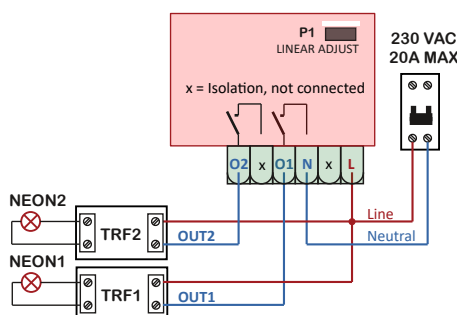 P1
LINEAR ADJUST
230 VAC
20A MAX
x = Isolation, not connected
O2 x O1 N x L
NEON2
Line
TRF2
OUT2
Neutral
NEON1
TRF1
OUT1